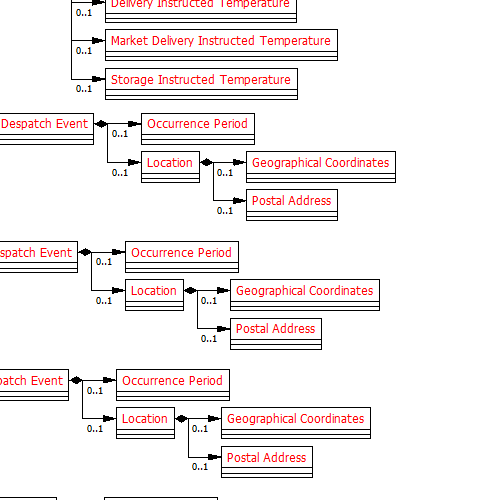 Delivery Instructed Temperature
0..1
Market Delivery Instructed Temperature
0..1
Storage Instructed Temperature
0..1
Despatch Event
Occurrence Period
0..1
Location
Geographical Coordinates
0..1
0..1
Postal Address
0..1
spatch Event
Occurrence Period
0..1
Location
Geographical Coordinates
0..1
0..1
Postal Address
0..1
patch Event
Occurrence Period
0..1
Location
Geographical Coordinates
0..1
0..1
Postal Address
0..1